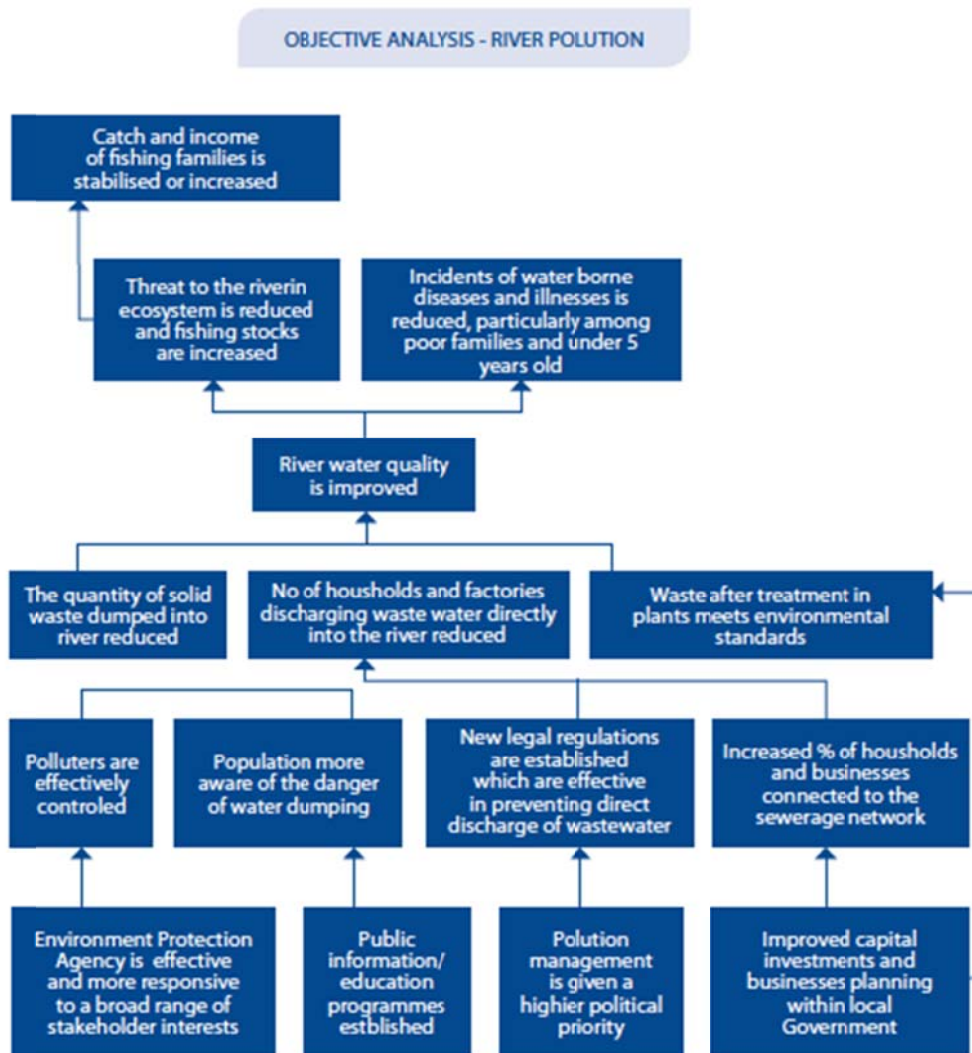 OBJECTIVE ANALYSIS - RIVER POLUTION
Catch and income
of fishing families is
stabilised or increased
Threat to the riverin
ecosystem is reduced
and fishing stocks
are increased
Incidents of water borne
diseases and illnesses is
reduced, particularly among
poor families and under 5
years old
River water quality
is improved
The quantity of solid
waste dumped into
river reduced
No of housholds and factories
discharging waste water directly
into the river reduced
Waste after treatment in
plants meets environmental
standards
Polluters are
effectively
controled
Population more
aware of the danger
of water dumping
New legal regulations
are established
which are effective
in preventing direct
discharge of wastewater
Increased % of housholds
and businesses
connected to the
sewerage network
Environment Protection
Agency is effective
and more responsive
to a broad range of
stakeholder interests
Public
information/
education
programmes
estblished
Polution
management
is given a
highier political
priority
Improved capital
investments and
businesses planning
within local
Government